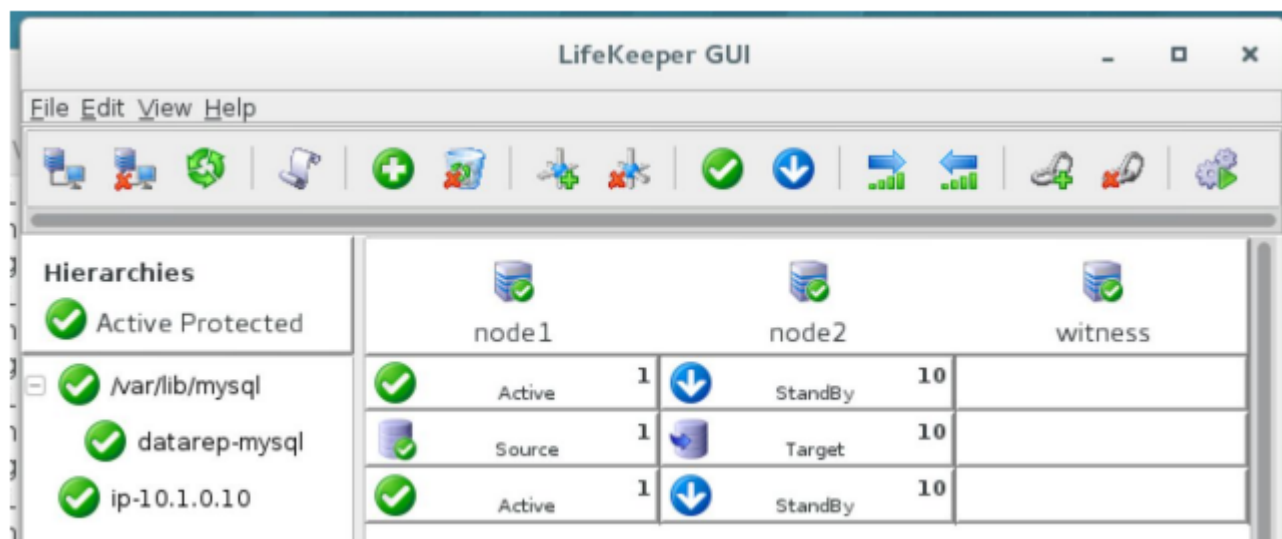 LifeKeeper GUI
File Edit View Help
Hierarchies
Active Protected
node1 node2 witness
/var/lib/mysql Active 1 StandBy 10
datarep-mysql Source 1 Target 10
ip-10.1.0.10 Active 1 StandBy 10